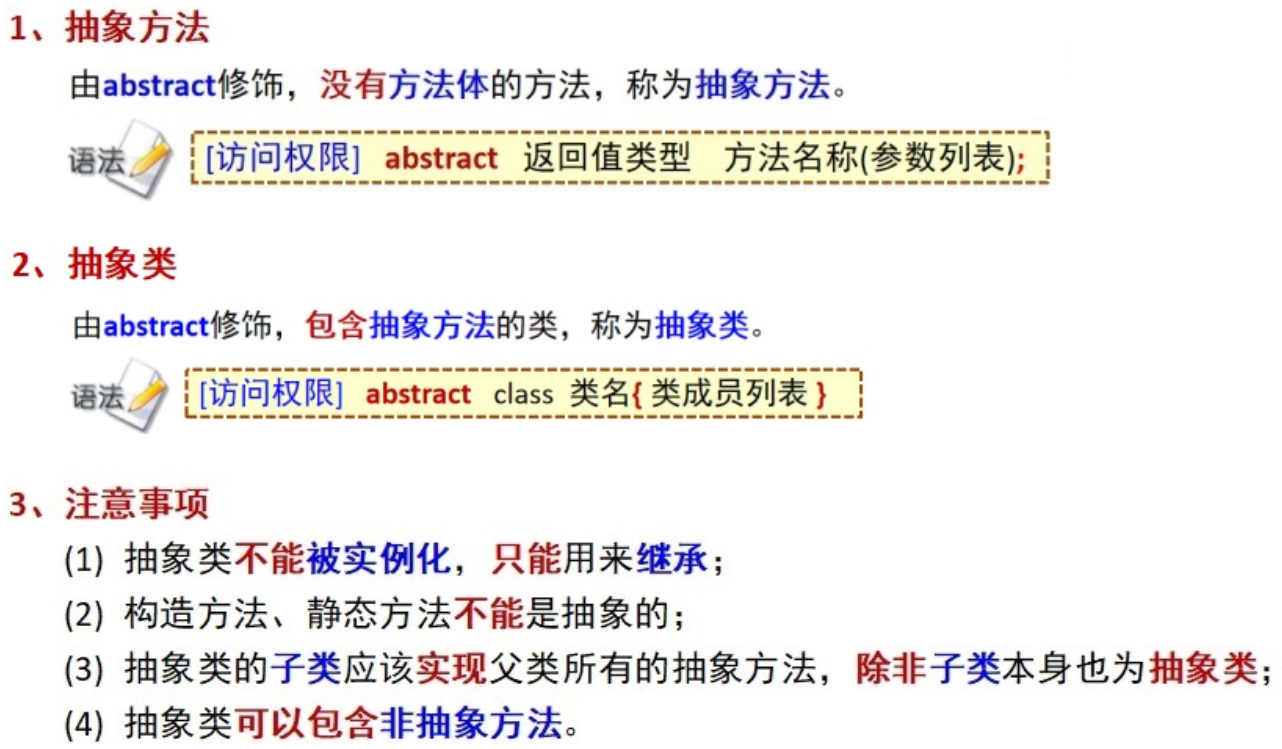 1、抽象方法
由abstract修饰，没有方法体的方法，称为抽象方法。
语法 [访问权限] abstract 返回值类型 方法名称(参数列表);
2、抽象类
由abstract修饰，包含抽象方法的类，称为抽象类。
语法 [访问权限] abstract class 类名{ 类成员列表 }
3、注意事项
(1) 抽象类不能被实例化，只能用来继承；
(2) 构造方法、静态方法不能是抽象的；
(3) 抽象类的子类应该实现父类所有的抽象方法，除非子类本身也为抽象类；
(4) 抽象类可以包含非抽象方法。